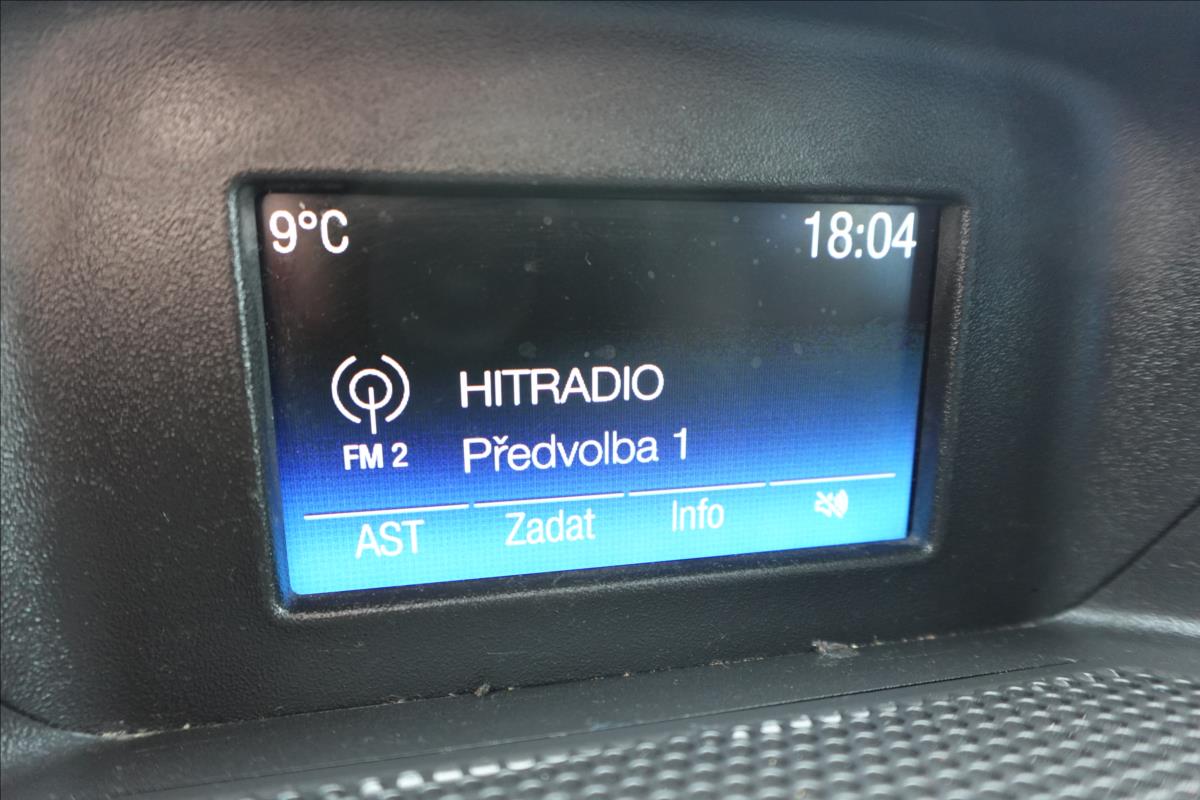 9°C 18:04
HITRADIO
FM 2 Předvolba 1
AST Zadat Info